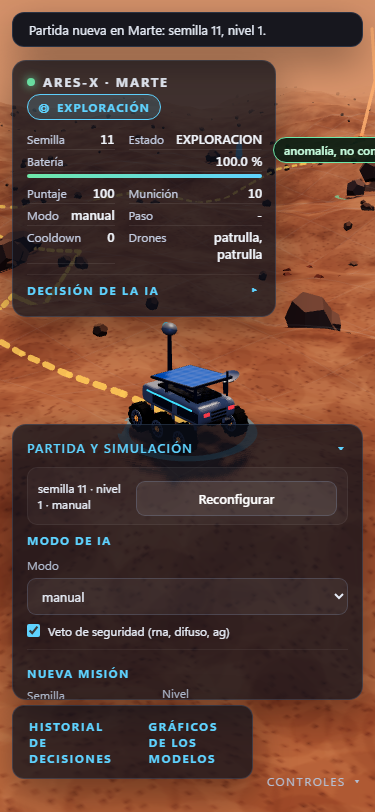 Partida nueva en Marte: semilla 11, nivel 1.
ARES-X · MARTE
EXPLORACIÓN
Semilla 11 Estado EXPLORACION
Batería 100.0 %
Puntaje 100 Munición 10
Modo manual Paso -
Cooldown 0 Drones patrulla,
patrulla
DECISIÓN DE LA IA
anomalía, no con
PARTIDA Y SIMULACIÓN
semilla 11 · nivel
1 · manual
Reconfigurar
MODO DE IA
Modo
manual
Veto de seguridad (rna, difuso, ag)
NUEVA MISIÓN
Semilla Nivel
HISTORIAL
DE
DECISIONES
GRÁFICOS
DE LOS
MODELOS
CONTROLES